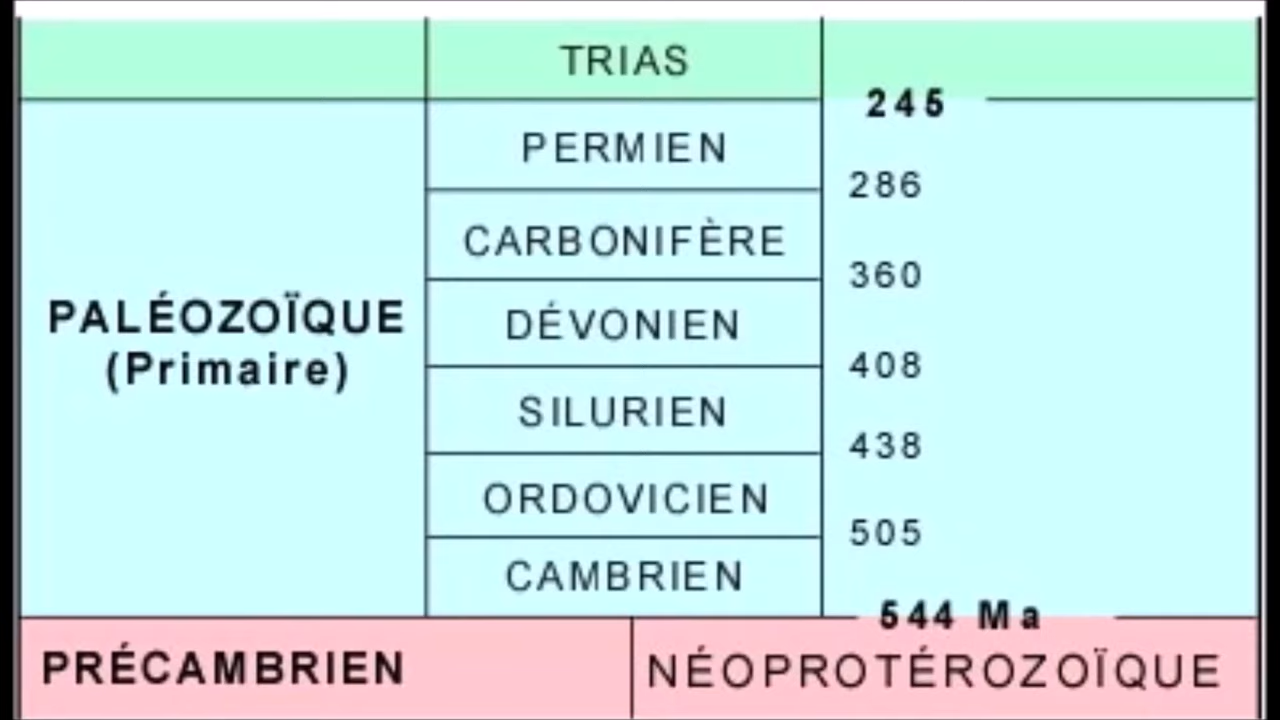 TRIAS
245
PERMIEN
286
CARBONIFÈRE
360
PALÉOZOÏQUE
(Primaire)
DÉVONIEN
408
SILURIEN
438
ORDOVICIEN
505
CAMBRIEN
544 Ma
PRÉCAMBRIEN
NÉOPROTÉROZOÏQUE